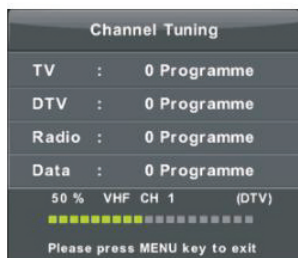 Channel Tuning
TV : 0 Programme
DTV : 0 Programme
Radio : 0 Programme
Data : 0 Programme
50 % VHF CH 1 (DTV)
Please press MENU key to exit